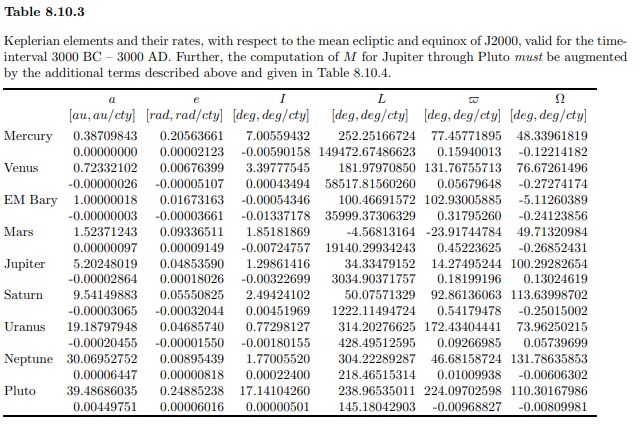 Table 8.10.3
Keplerian elements and their rates, with respect to the mean ecliptic and equinox of J2000, valid for the time-
interval 3000 BC – 3000 AD. Further, the computation of M for Jupiter through Pluto must be augmented
by the additional terms described above and given in Table 8.10.4.
a e I L ϖ Ω
[au, au/cty] [rad, rad/cty] [deg, deg/cty] [deg, deg/cty] [deg, deg/cty] [deg, deg/cty]
Mercury 0.38709843 0.20563661 7.00559432 252.25166724 77.45771895 48.33961819
0.00000000 0.00002123 -0.00590158 149472.67486623 0.15940013 -0.12214182
Venus 0.72332102 0.00676399 3.39777545 181.97970850 131.76755713 76.67261496
-0.00000026 -0.00005107 0.00043494 58517.81560260 0.05679648 -0.27274174
EM Bary 1.00000018 0.01673163 -0.00054346 100.46691572 102.93005885 -5.11260389
-0.00000003 -0.00003661 -0.01337178 35999.37306329 0.31795260 -0.24123856
Mars 1.52371243 0.09336511 1.85181869 -4.56813164 -23.91744784 49.71320984
0.00000097 0.00009149 -0.00724757 19140.29934243 0.45223625 -0.26852431
Jupiter 5.20248019 0.04853590 1.29861416 34.33479152 14.27495244 100.29282654
-0.00002864 0.00018026 -0.00322699 3034.90371757 0.18199196 0.13024619
Saturn 9.54149883 0.05550825 2.49424102 50.07571329 92.86136063 113.63998702
-0.00003065 -0.00032044 0.00451969 1222.11494724 0.54179478 -0.25015002
Uranus 19.18797948 0.04685740 0.77298127 314.20276625 172.43404441 73.96250215
-0.00020455 -0.00001550 -0.00180155 428.49512595 0.09266985 0.05739699
Neptune 30.06952752 0.00895439 1.77005520 304.22289287 46.68158724 131.78635853
0.00006447 0.00000818 0.00022400 218.46515314 0.01009938 -0.00606302
Pluto 39.48686035 0.24885238 17.14104260 238.96535011 224.09702598 110.30167986
0.00449751 0.00006016 0.00000501 145.18042903 -0.00968827 -0.00809981